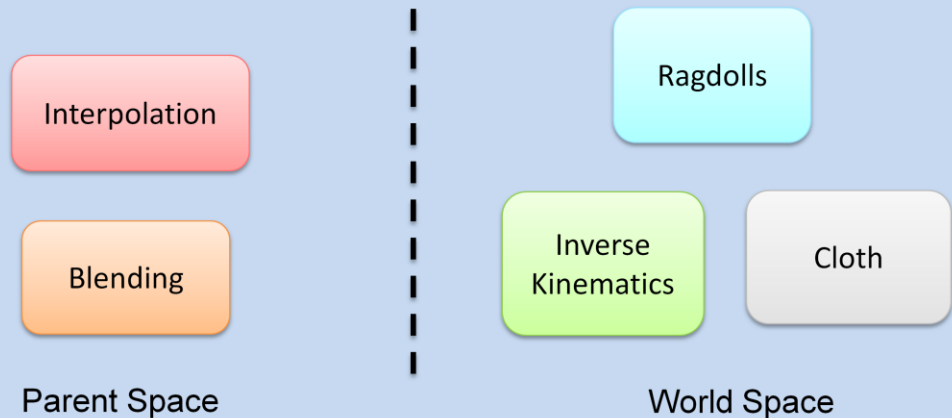 Interpolation
Blending
Parent Space
Ragdolls
Inverse
Kinematics
Cloth
World Space